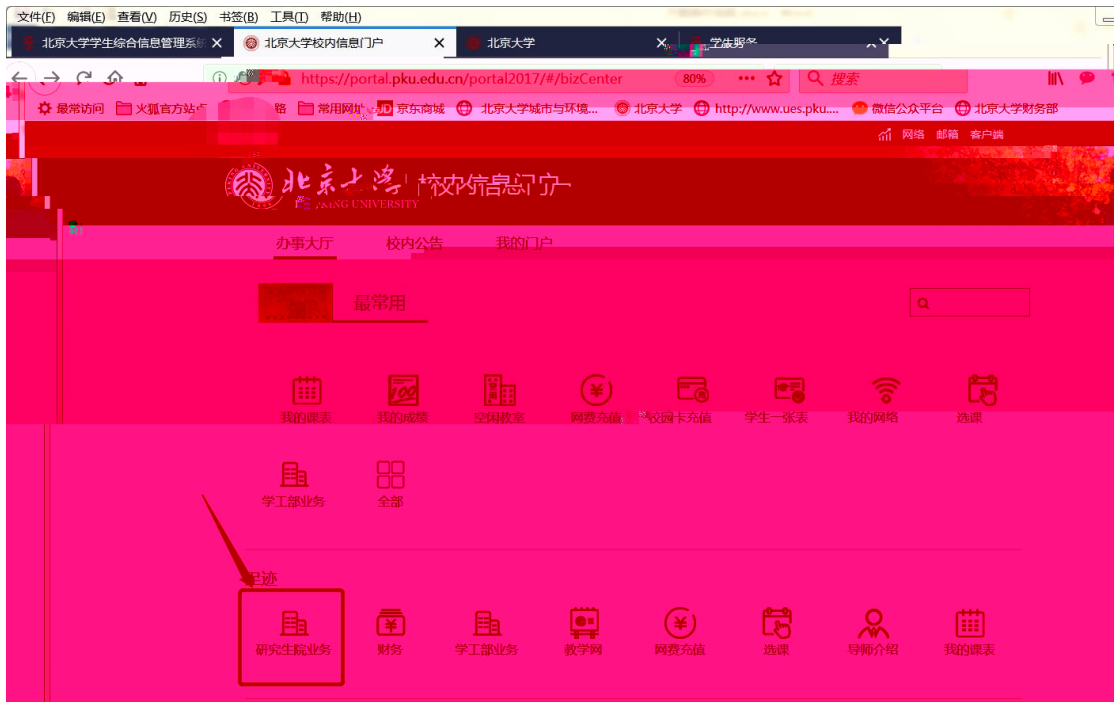 文件(F) 编辑(E) 查看(V) 历史(S) 书签(B) 工具(T) 帮助(H)
北京大学学生综合信息管理系统 北京大学校内信息门户 北京大学
https://portal.pku.edu.cn/portal2017/#/bizCenter 80% 搜索
最常访问 火狐官方站点 常用网址 JD 京东商城 北京大学城市与环境... 北京大学 http://www.ues.pku.... 微信公众平台 北京大学财务部
网络 邮箱 客户端
北京大学 校内信息门户
UNIVERSITY
办事大厅 校内公告 我的门户
最常用
我的课表 我的成绩 空闲教室 网费充值 校园卡充值 学生一张表 我的网络 选课
学工部业务 全部
足迹
研究生院业务 财务 学工部业务 教学网 网费充值 选课 导师介绍 我的课表